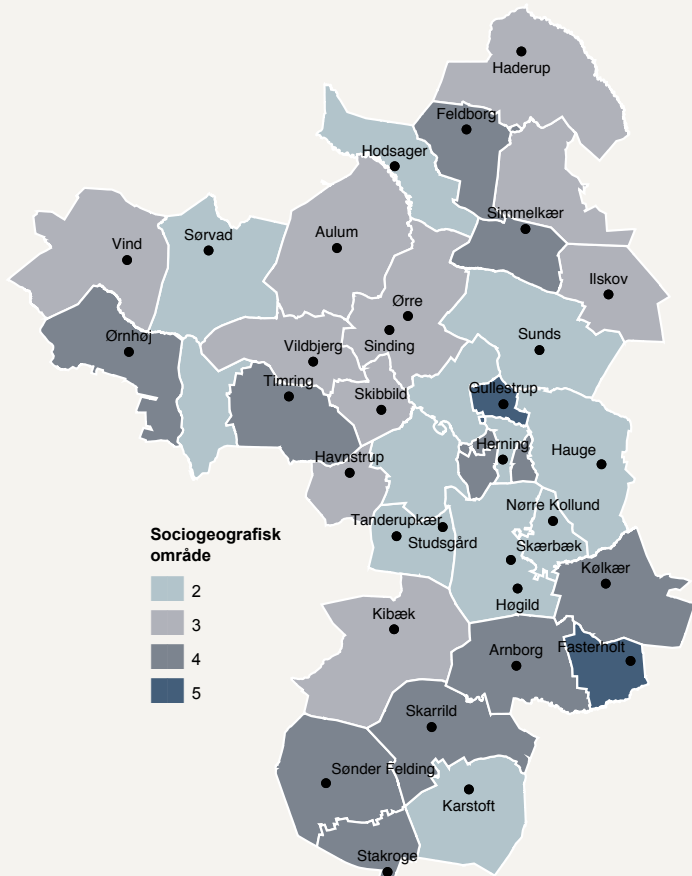 Haderup
Feldborg
Hodsager
Simmelkær
Aulum
Sørvad
Vind
Ilskov
Ørre
Ørnhøj
Sunds
Vildbjerg
Sinding
Timring
Gullestrup
Skibbild
Herning
Hauge
Havnstrup
Nørre Kollund
Tanderupkær
Studsgård
Skærbæk
Kølkær
Høgild
Kibæk
Arnborg
Fasterholt
Skarrild
Sønder Felding
Karstoft
Stakroge
Sociogeografisk
område
2
3
4
5